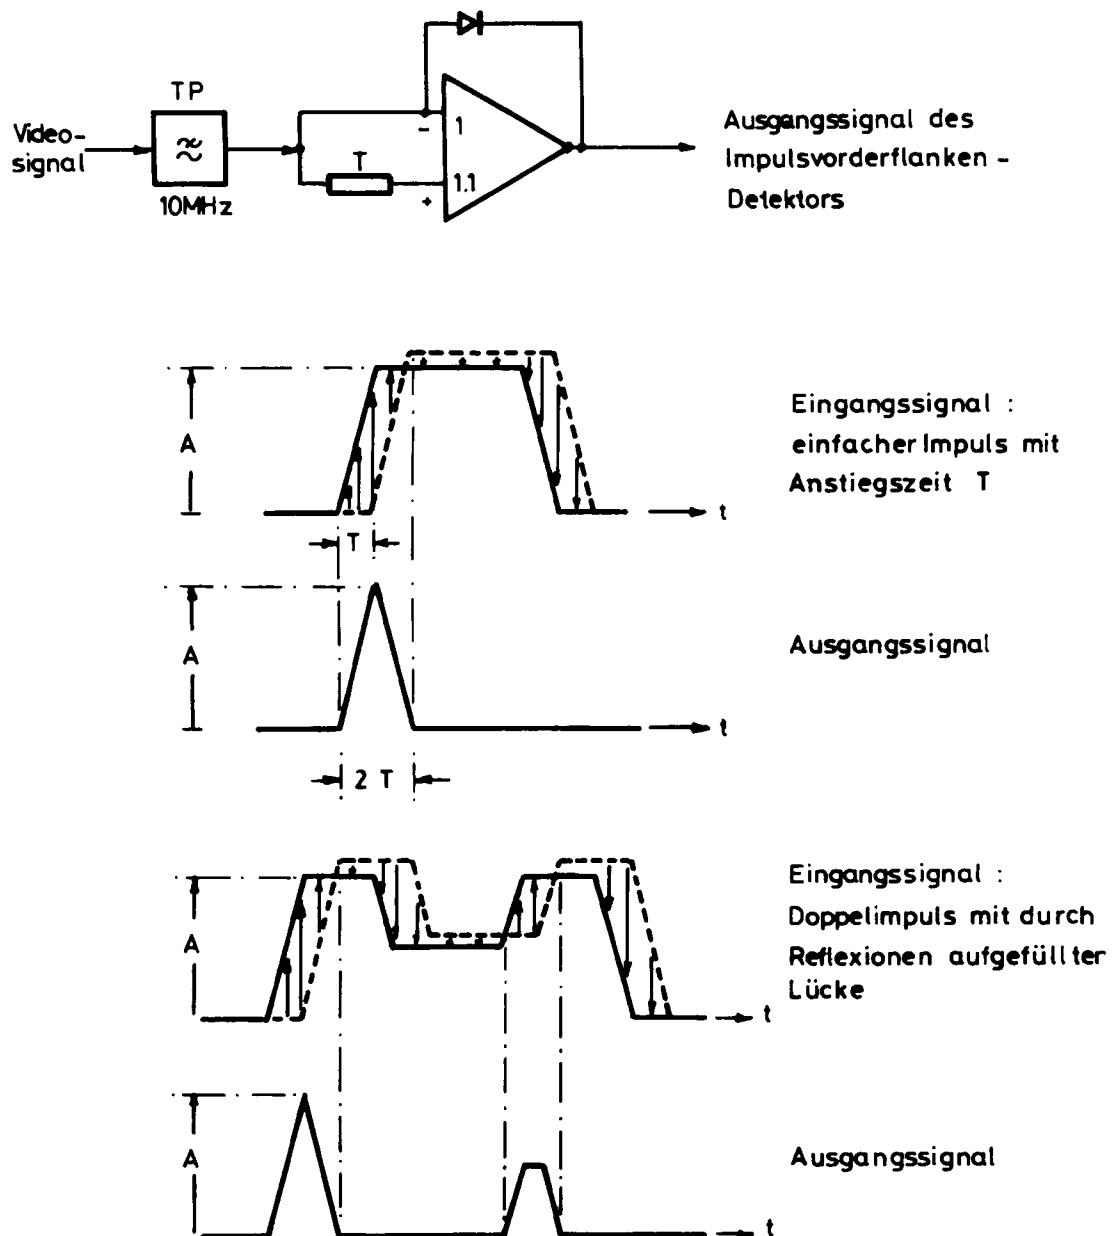 TP
Video-
signal
10MHz
T
- 1
1.1
+
Ausgangssignal des
Impulsvorderflanken-
Detektors
A
T
t
Eingangssignal :
einfacher Impuls mit
Anstiegszeit T
A
t
2 T
Ausgangssignal
A
t
Eingangssignal :
Doppelimpuls mit durch
Reflexionen aufgefüllter
Lücke
A
t
Ausgangssignal